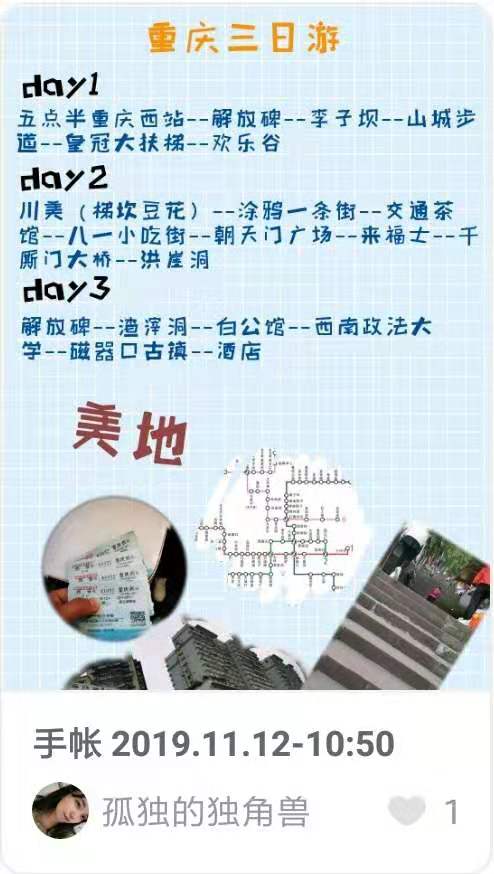 重庆三日游
day1
五点半重庆西站--解放碑--李子坝--山城步
道--皇冠大扶梯--欢乐谷
day2
川美（梯坎豆花）--涂鸦一条街--交通茶
馆--八一小吃街--朝天门广场--来福士--千
厮门大桥--洪崖洞
day3
解放碑--渣滓洞--白公馆--西南政法大
学--磁器口古镇--酒店
美地
手帐 2019.11.12-10:50
孤独的独角兽
1